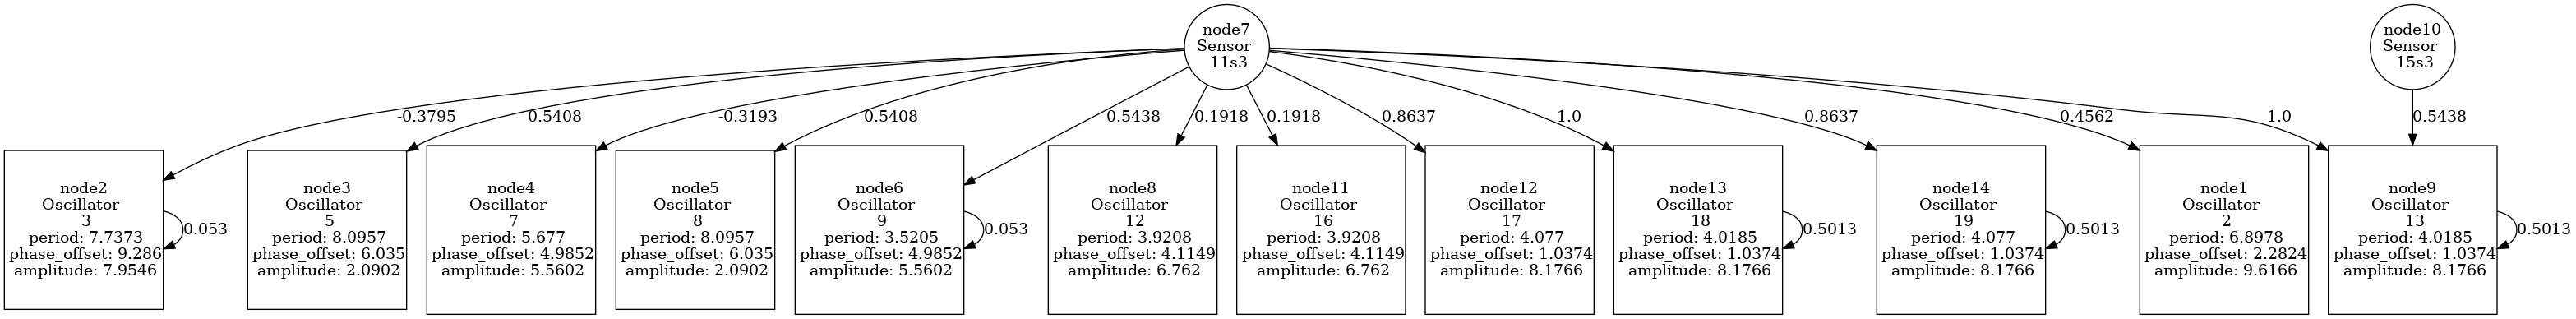 node7
Sensor
11s3
node10
Sensor
15s3
-0.3795
0.5408
-0.3193
0.5408
0.5438
0.1918
0.1918
0.8637
1.0
0.8637
0.4562
1.0
0.5438
node2
Oscillator
3
period: 7.7373
phase_offset: 9.286
amplitude: 7.9546
0.053
node3
Oscillator
5
period: 8.0957
phase_offset: 6.035
amplitude: 2.0902
node4
Oscillator
7
period: 5.677
phase_offset: 4.9852
amplitude: 5.5602
node5
Oscillator
8
period: 8.0957
phase_offset: 6.035
amplitude: 2.0902
node6
Oscillator
9
period: 3.5205
phase_offset: 4.9852
amplitude: 5.5602
0.053
node8
Oscillator
12
period: 3.9208
phase_offset: 4.1149
amplitude: 6.762
node11
Oscillator
16
period: 3.9208
phase_offset: 4.1149
amplitude: 6.762
node12
Oscillator
17
period: 4.077
phase_offset: 1.0374
amplitude: 8.1766
node13
Oscillator
18
period: 4.0185
phase_offset: 1.0374
amplitude: 8.1766
0.5013
node14
Oscillator
19
period: 4.077
phase_offset: 1.0374
amplitude: 8.1766
0.5013
node1
Oscillator
2
period: 6.8978
phase_offset: 2.2824
amplitude: 9.6166
node9
Oscillator
13
period: 4.0185
phase_offset: 1.0374
amplitude: 8.1766
0.5013